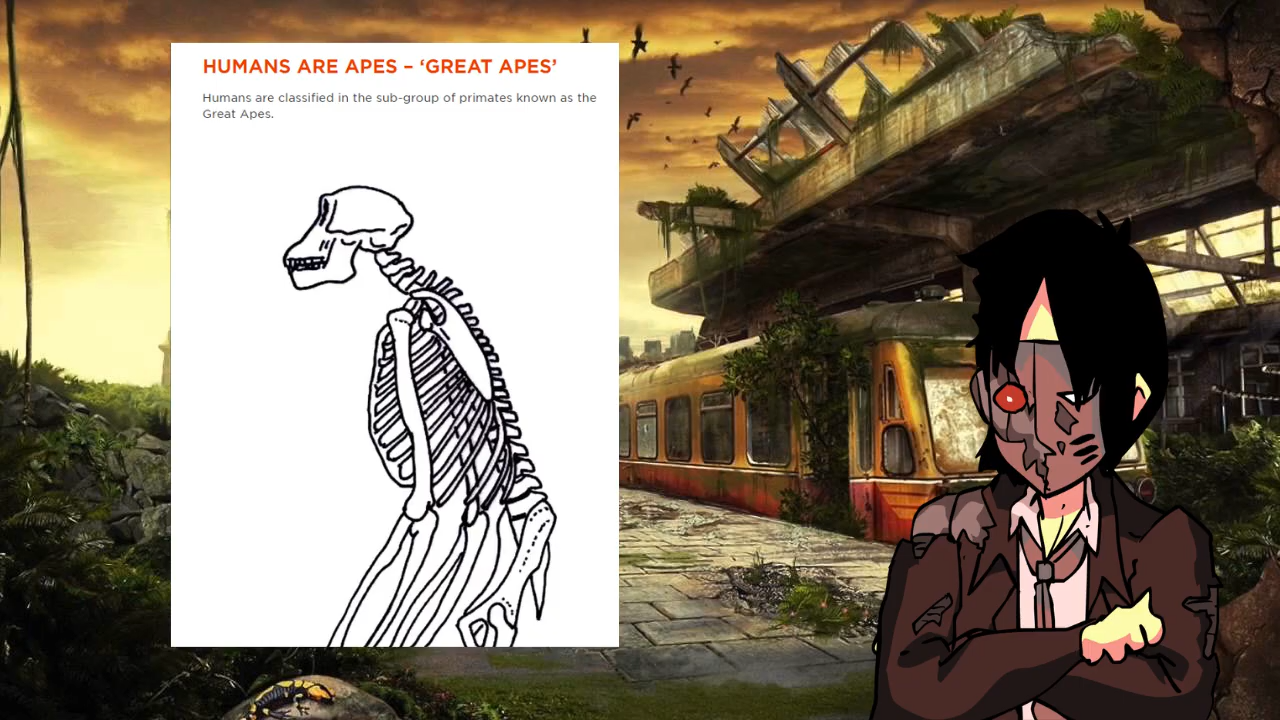 HUMANS ARE APES – ‘GREAT APES’
Humans are classified in the sub-group of primates known as the
Great Apes.